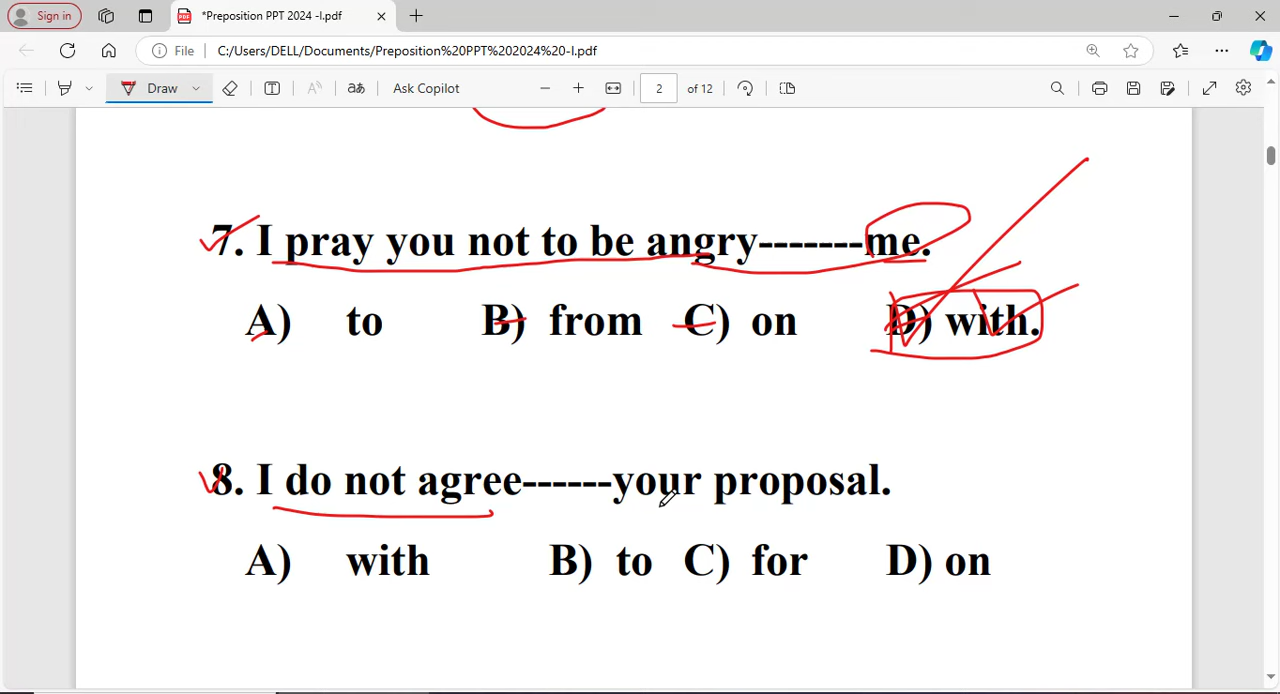 Sign in
*Preposition PPT 2024 -I.pdf
File C:/Users/DELL/Documents/Preposition%20PPT%202024%20-I.pdf
Draw Ask Copilot 2 of 12
7. I pray you not to be angry-------me.
A) to B) from C) on D) with.
8. I do not agree------your proposal.
A) with B) to C) for D) on